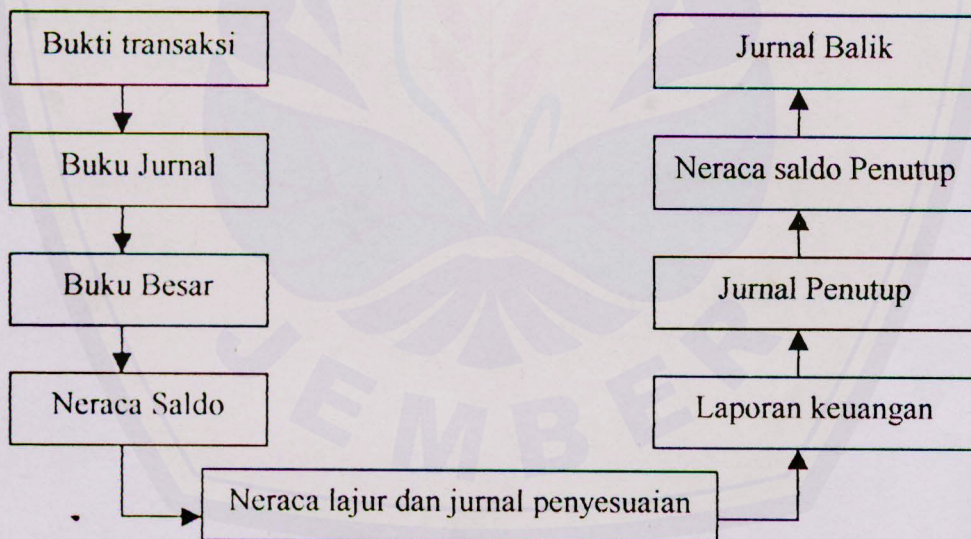 Bukti transaksi
Buku Jurnal
Buku Besar
Neraca Saldo
Neraca lajur dan jurnal penyesuaian
Laporan keuangan
Jurnal Penutup
Neraca saldo Penutup
Jurnal Balik
JEMBER